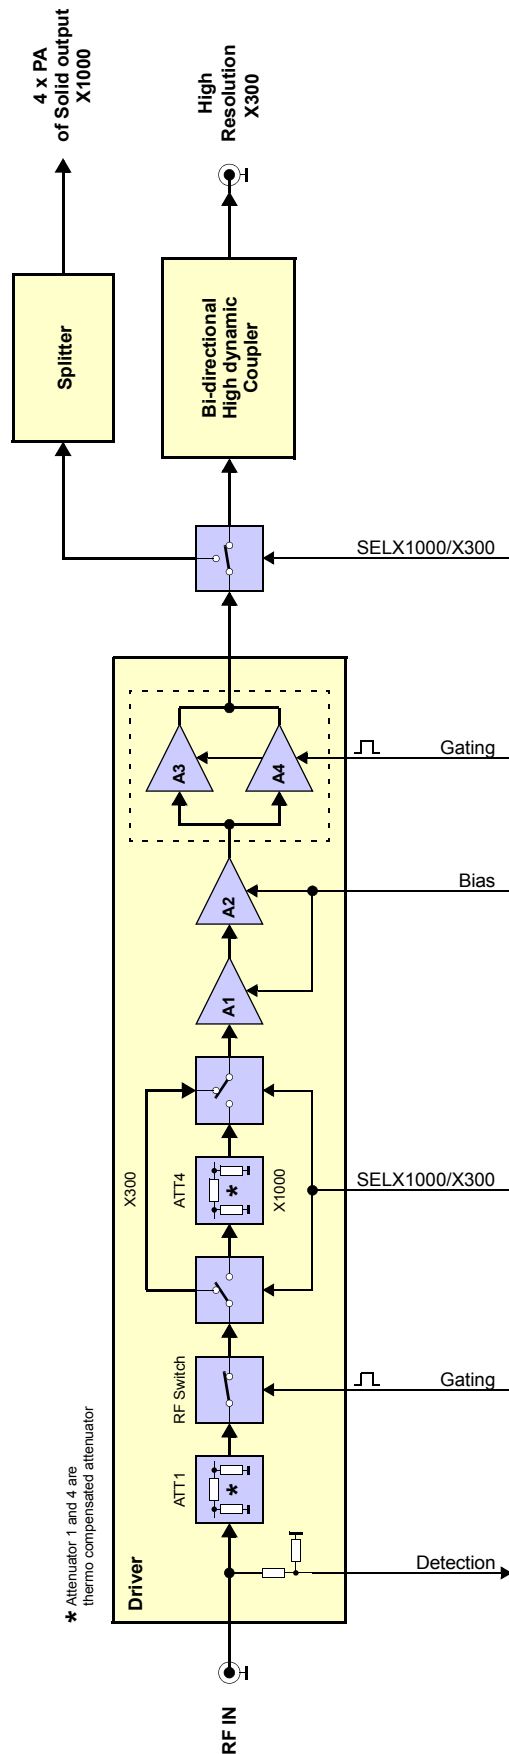 4 x PA
of Solid output
X1000
High
Resolution
X300
Splitter
Bi-directional
High dynamic
Coupler
SELX1000/X300
A3
A4
Gating
A2
Bias
A1
X300
ATT4
*
X1000
SELX1000/X300
RF Switch
Gating
ATT1
*
* Attenuator 1 and 4 are
thermo compensated attenuator
Driver
Detection
RF IN